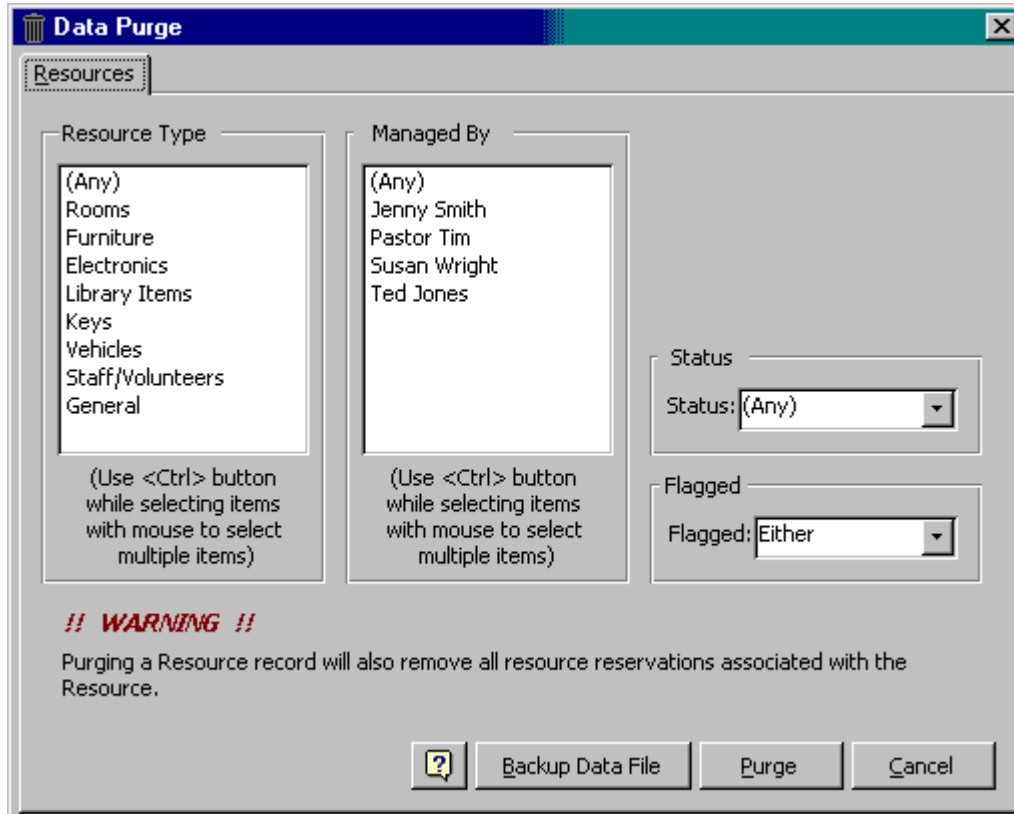 Data Purge
Resources
Resource Type
(Any)
Rooms
Furniture
Electronics
Library Items
Keys
Vehicles
Staff/Volunteers
General
(Use <Ctrl> button
while selecting items
with mouse to select
multiple items)
Managed By
(Any)
Jenny Smith
Pastor Tim
Susan Wright
Ted Jones
(Use <Ctrl> button
while selecting items
with mouse to select
multiple items)
Status
Status: (Any)
Flagged
Flagged: Either
!! WARNING !!
Purging a Resource record will also remove all resource reservations associated with the
Resource.
Backup Data File
Purge
Cancel